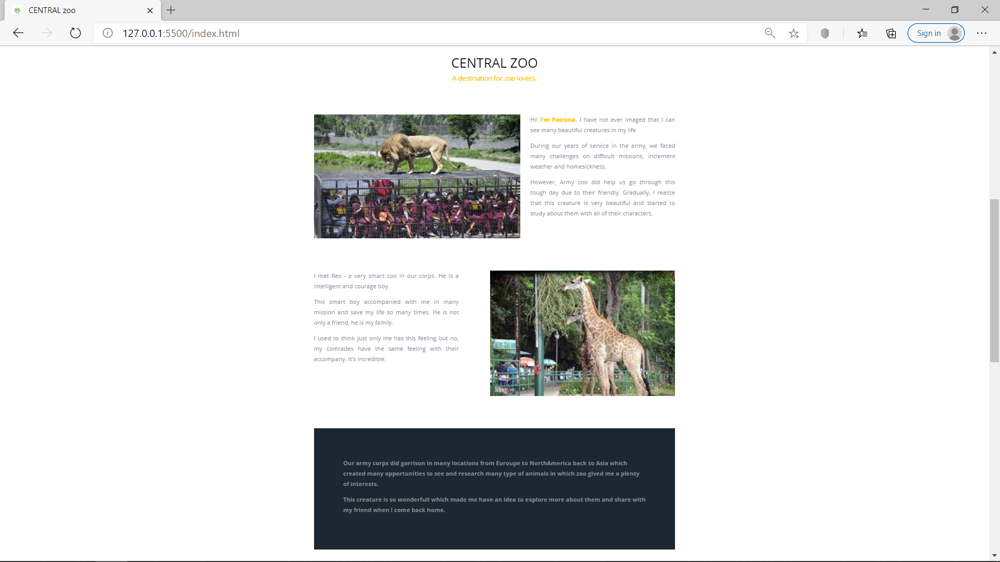 CENTRAL zoo
127.0.0.1:5500/index.html
Sign in
CENTRAL ZOO
A destination for zoo lovers.
Hi! I'm Patrona. I have not ever imaged that I can
see many beautiful creatures in my life
During our years of service in the army, we faced
many challenges on difficult missions, inclement
weather and homesickness.
However, Army zoo did help us go through this
tough day due to their friendly. Gradually, I realize
that this creature is very beautiful and started to
study about them with all of their characters.
I met Rex - a very smart zoo in our corps. He is a
intelligent and courage boy.
This smart boy accompanied with me in many
mission and save my life so many times. He is not
only a friend, he is my family.
I used to think just only me has this feeling but no,
my comrades have the same feeling with their
accompany. It's incredible.
Our army corps did garrison in many locations from Euroupe to NorthAmerica back to Asia which
created many opportunities to see and research many type of animals in which zoo gived me a plenty
of interests.
This creature is so wonderfull which made me have an idea to explore more about them and share with
my friend when I come back home.